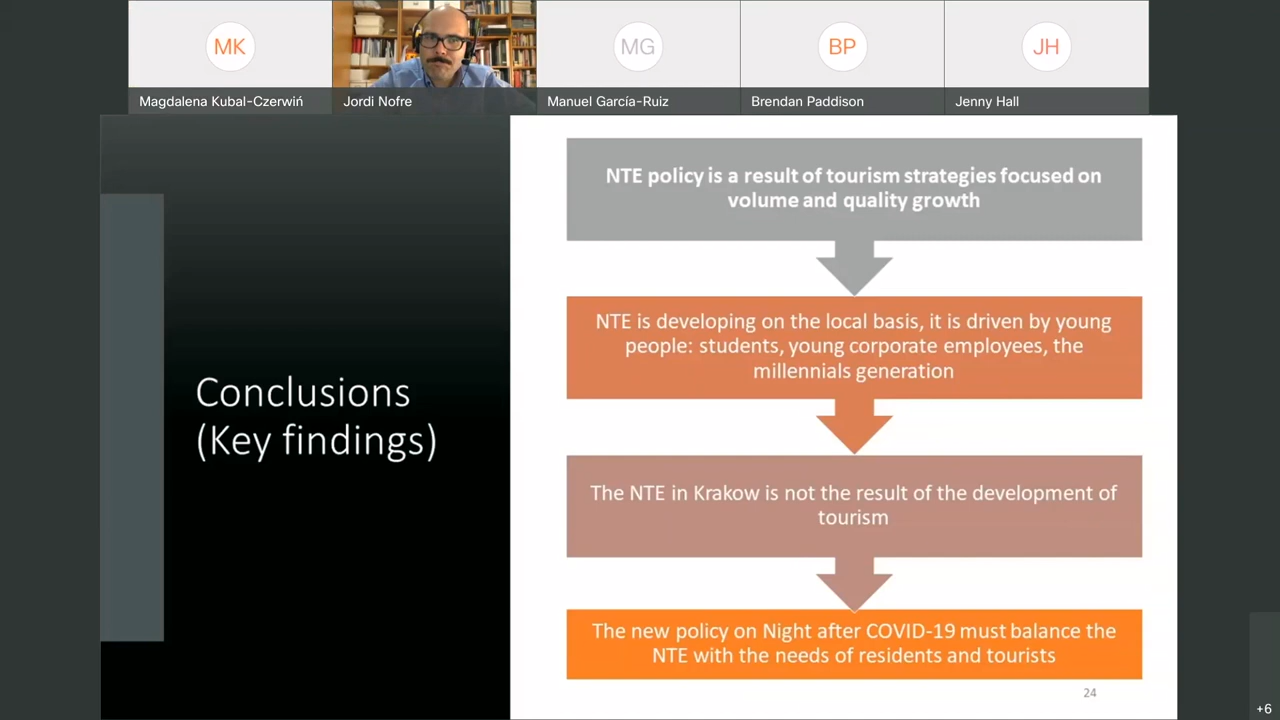 MK
MG
BP
JH
Magdalena Kubal-Czerwiń
Jordi Nofre
Manuel García-Ruiz
Brendan Paddison
Jenny Hall
Conclusions
(Key findings)
NTE policy is a result of tourism strategies focused on
volume and quality growth
NTE is developing on the local basis, it is driven by young
people: students, young corporate employees, the
millennials generation
The NTE in Krakow is not the result of the development of
tourism
The new policy on Night after COVID-19 must balance the
NTE with the needs of residents and tourists
24
+6